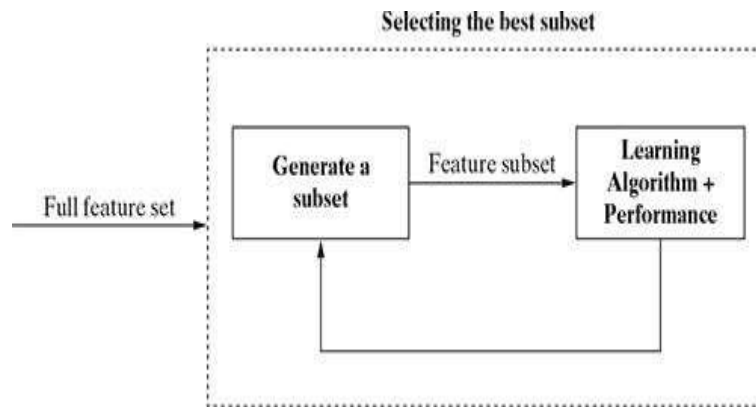 Selecting the best subset
Generate a
subset
Feature subset
Learning
Algorithm +
Performance
Full feature set